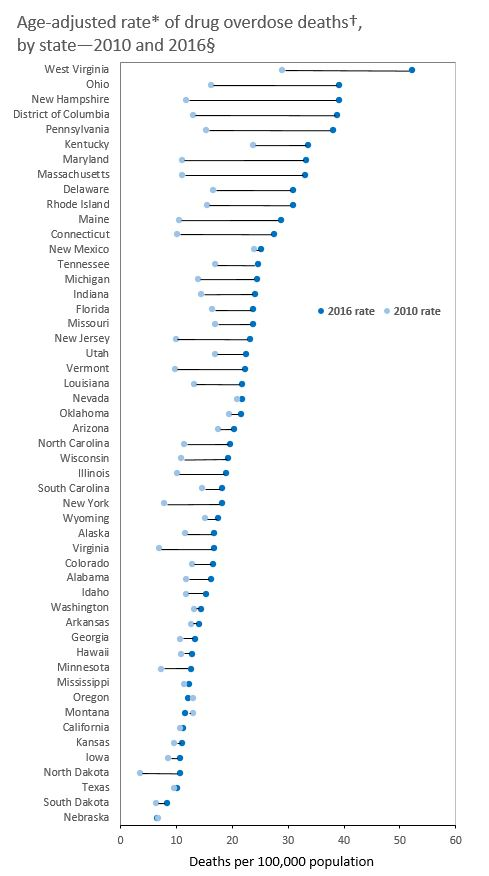 Age-adjusted rate* of drug overdose deaths†,
by state—2010 and 2016§
West Virginia
Ohio
New Hampshire
District of Columbia
Pennsylvania
Kentucky
Maryland
Massachusetts
Delaware
Rhode Island
Maine
Connecticut
New Mexico
Tennessee
Michigan
Indiana
Florida
2016 rate 2010 rate
Missouri
New Jersey
Utah
Vermont
Louisiana
Nevada
Oklahoma
Arizona
North Carolina
Wisconsin
Illinois
South Carolina
New York
Wyoming
Alaska
Virginia
Colorado
Alabama
Idaho
Washington
Arkansas
Georgia
Hawaii
Minnesota
Mississippi
Oregon
Montana
California
Kansas
Iowa
North Dakota
Texas
South Dakota
Nebraska
0 10 20 30 40 50 60
Deaths per 100,000 population